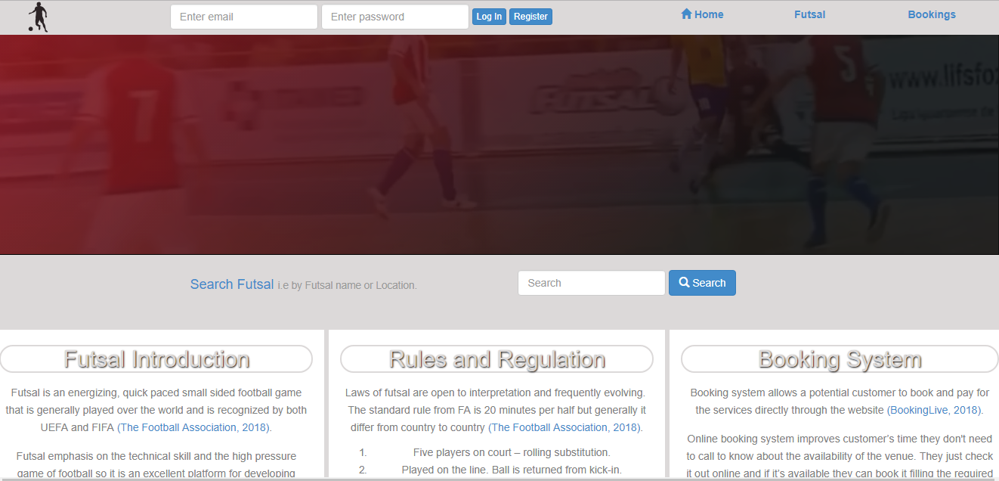 Enter email Enter password Log In Register Home Futsal Bookings
7
FUTSAL
5
www.lifsfo
Search Futsal i.e by Futsal name or Location. Search Search
Futsal Introduction
Futsal is an energizing, quick paced small sided football game
that is generally played over the world and is recognized by both
UEFA and FIFA (The Football Association, 2018).
Futsal emphasis on the technical skill and the high pressure
game of football so it is an excellent platform for developing
Rules and Regulation
Laws of futsal are open to interpretation and frequently evolving.
The standard rule from FA is 20 minutes per half but generally it
differ from country to country (The Football Association, 2018).
1. Five players on court – rolling substitution.
2. Played on the line. Ball is returned from kick-in.
Booking System
Booking system allows a potential customer to book and pay for
the services directly through the website (BookingLive, 2018).
Online booking system improves customer's time they don't need
to call to know about the availability of the venue. They just check
it out online and if it's available they can book it filling the required